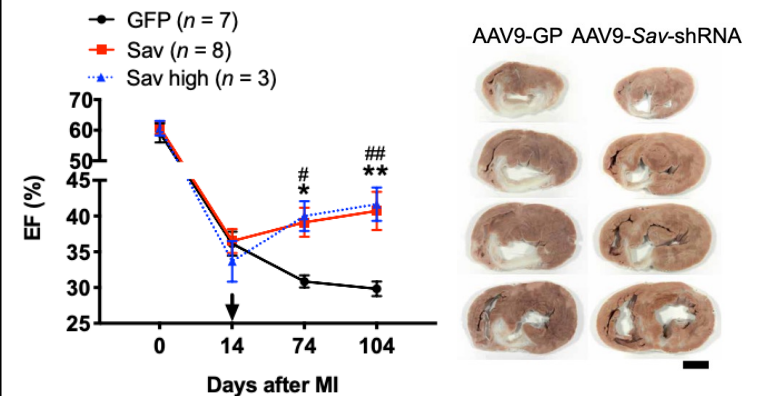 GFP (n = 7)
Sav (n = 8)
Sav high (n = 3)
AAV9-GP AAV9-Sav-shRNA
70
60
50
45
40
35
30
25
EF (%)
#
*
##
**
0 14 74 104
Days after MI